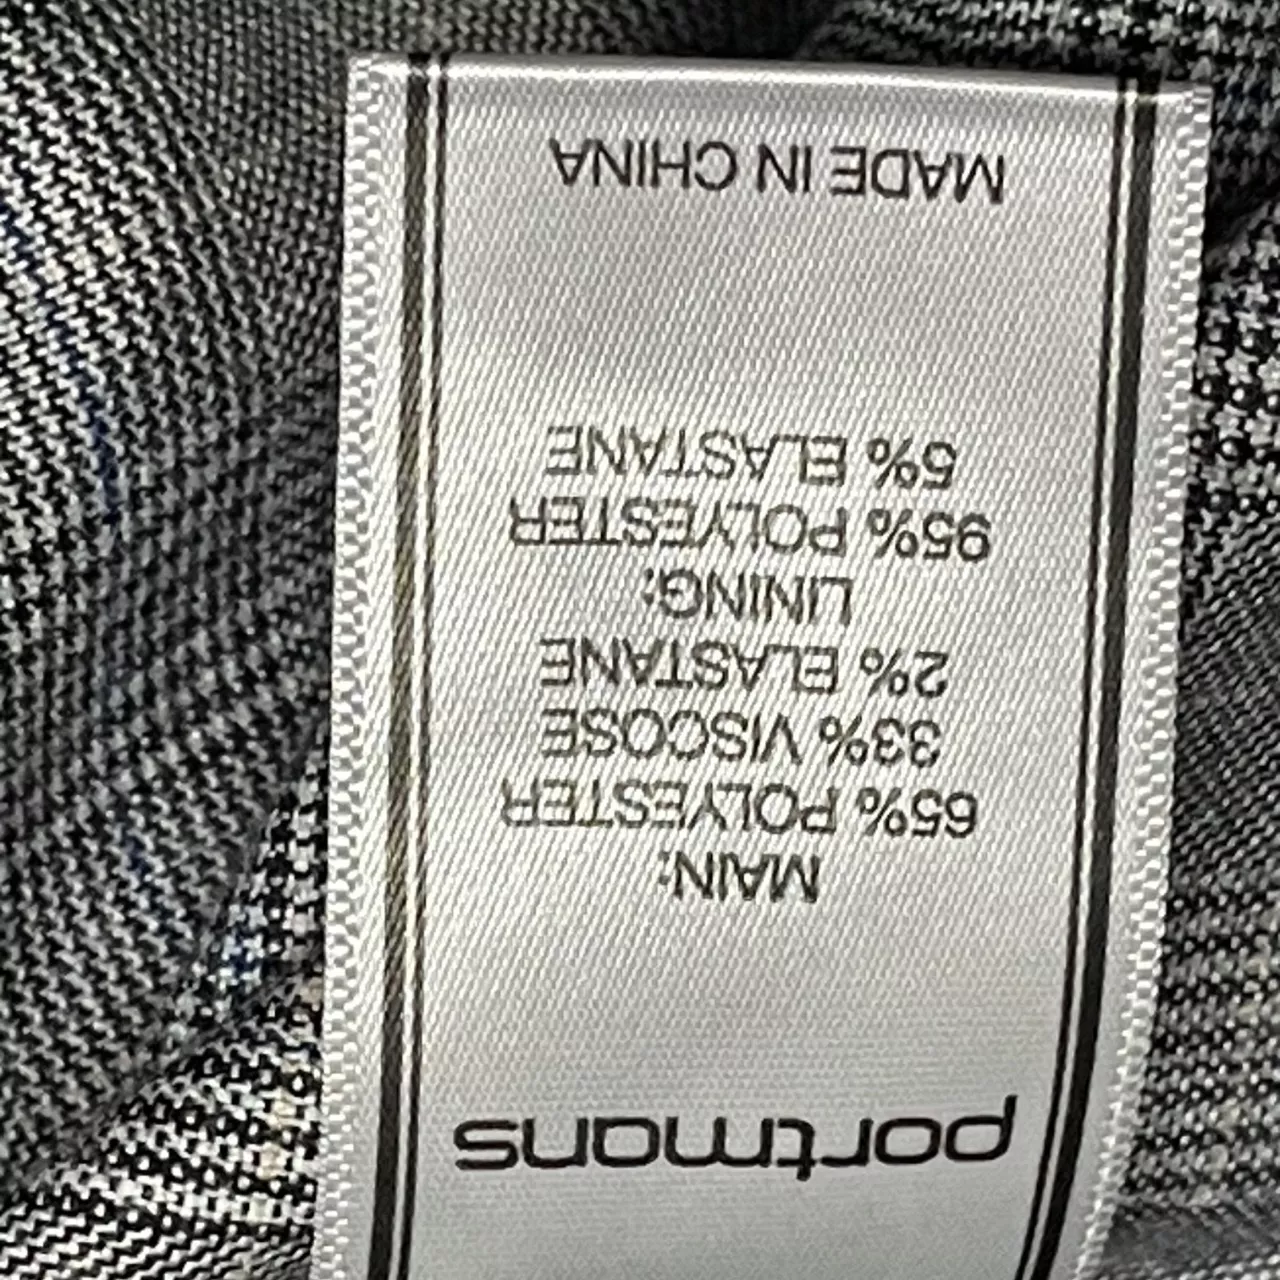 portmans
MAIN:
65% POLYESTER
33% VISCOSE
2% ELASTANE
LINING:
95% POLYESTER
5% ELASTANE
MADE IN CHINA